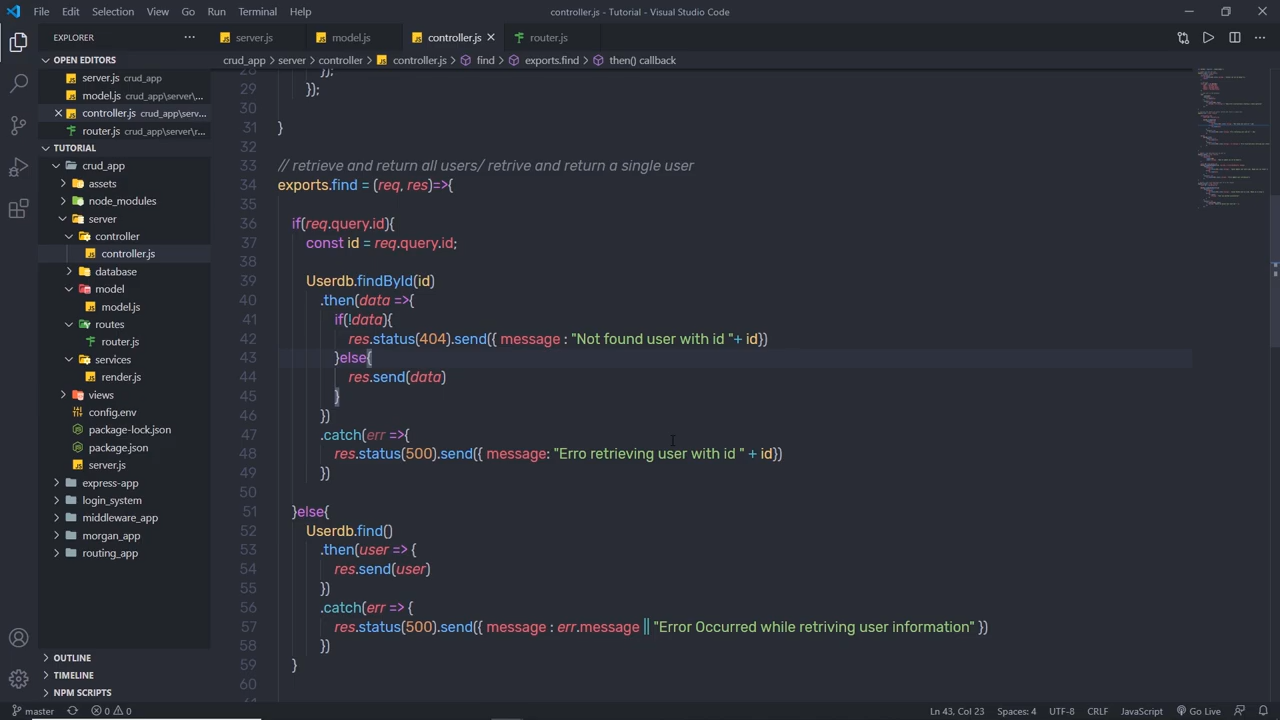 File Edit Selection View Go Run Terminal Help
controller.js - Tutorial - Visual Studio Code
EXPLORER
OPEN EDITORS
server.js crud_app
model.js crud_app\server\...
controller.js crud_app\serv...
router.js crud_app\server\r...
TUTORIAL
crud_app
assets
node_modules
server
controller
controller.js
database
model
model.js
routes
router.js
services
render.js
views
config.env
package-lock.json
package.json
server.js
express-app
login_system
middleware_app
morgan_app
routing_app
OUTLINE
TIMELINE
NPM SCRIPTS
server.js model.js controller.js router.js
crud_app > server > controller > controller.js > find > exports.find > then() callback
28 });
29 });
30
31 }
32
33 // retrieve and return all users/ retrive and return a single user
34 exports.find = (req, res)=>{
35
36 if(req.query.id){
37 const id = req.query.id;
38
39 Userdb.findById(id)
40 .then(data =>{
41 if(!data){
42 res.status(404).send({ message : "Not found user with id "+ id})
43 }else{
44 res.send(data)
45 }
46 })
47 .catch(err =>{
48 res.status(500).send({ message: "Erro retrieving user with id " + id})
49 })
50
51 }else{
52 Userdb.find()
53 .then(user => {
54 res.send(user)
55 })
56 .catch(err => {
57 res.status(500).send({ message : err.message || "Error Occurred while retriving user information" })
58 })
59 }
60
master 0 0
Ln 43, Col 23 Spaces: 4 UTF-8 CRLF JavaScript Go Live